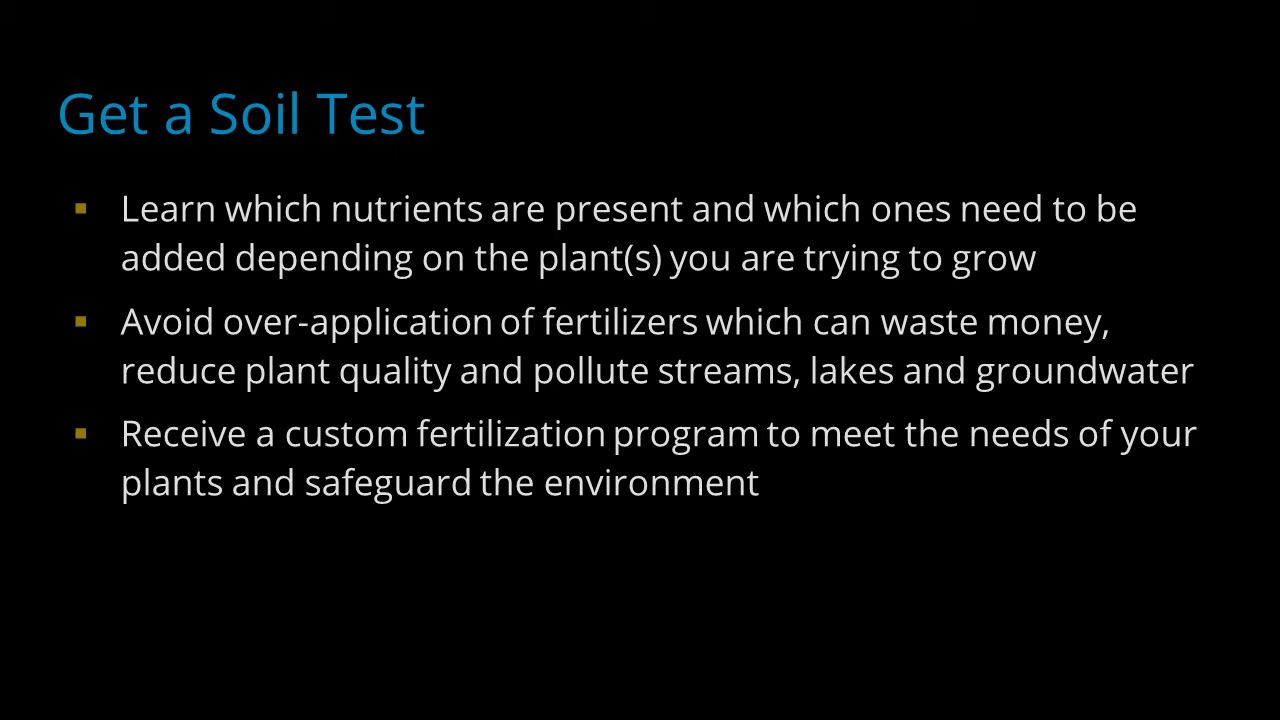 Get a Soil Test
▪ Learn which nutrients are present and which ones need to be
added depending on the plant(s) you are trying to grow
▪ Avoid over-application of fertilizers which can waste money,
reduce plant quality and pollute streams, lakes and groundwater
▪ Receive a custom fertilization program to meet the needs of your
plants and safeguard the environment